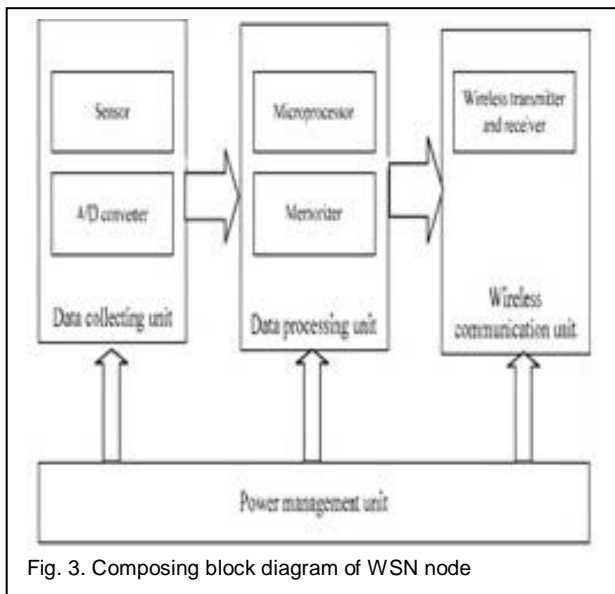 Sensor
A/D converter
Data collecting unit
Microprocessor
Memorizer
Data processing unit
Wireless transmitter
and receiver
Wireless
communication unit
Power management unit
Fig. 3. Composing block diagram of WSN node